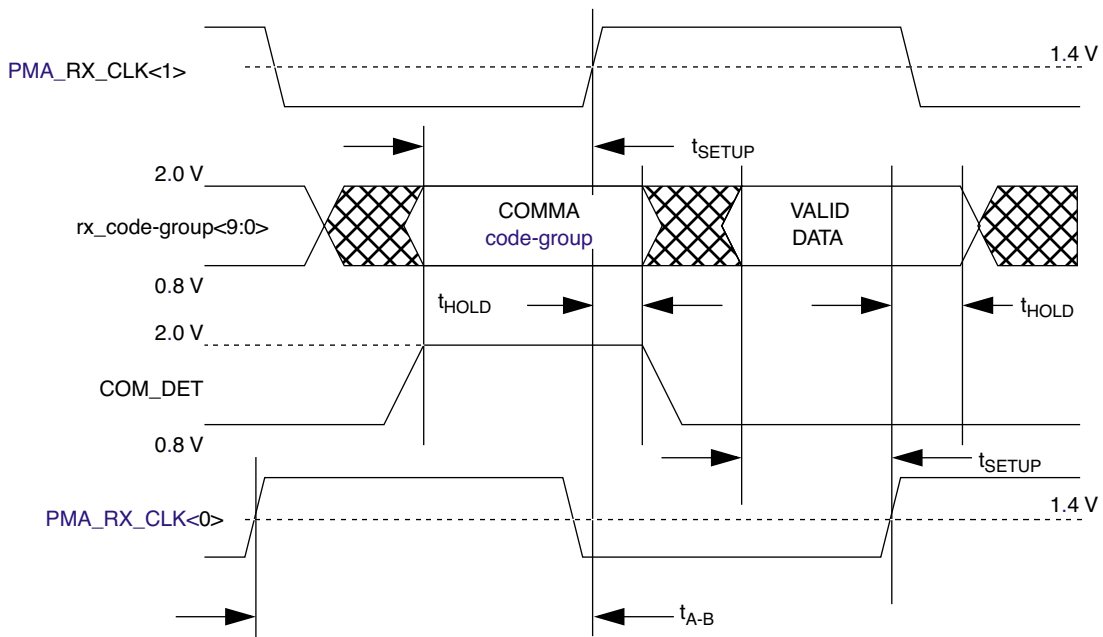 PMA_RX_CLK<1>
1.4 V
tSETUP
2.0 V
rx_code-group<9:0>
COMMA
code-group
VALID
DATA
0.8 V
tHOLD
tHOLD
2.0 V
COM_DET
0.8 V
tSETUP
PMA_RX_CLK<0>
1.4 V
tA-B